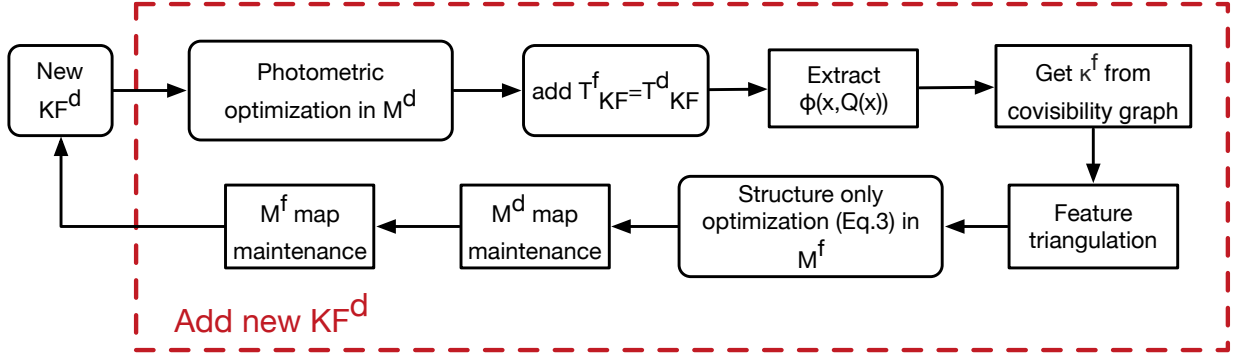 New
KF^d
Photometric
optimization in M^d
add T^f_KF=T^d_KF
Extract
ϕ(x,Q(x))
Get κ^f from
covisibility graph
Feature
triangulation
Structure only
optimization (Eq.3) in
M^f
M^d map
maintenance
M^f map
maintenance
Add new KF^d